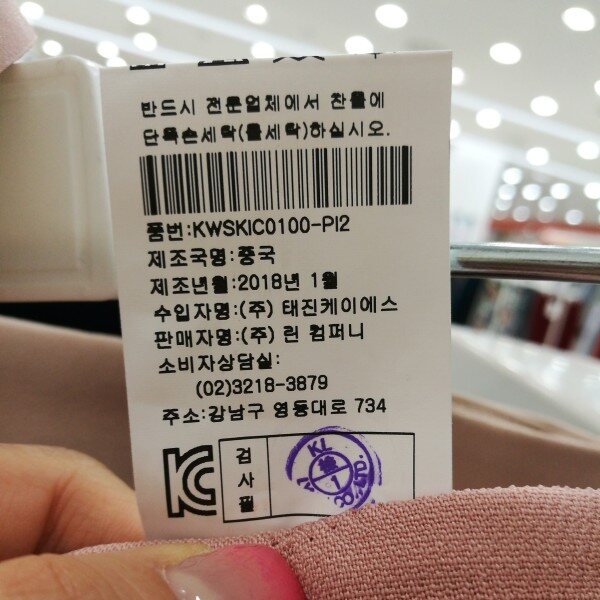 반드시 전문업체에서 찬물에
단독손세탁(물세탁)하십시오.
품번:KWSKIC0100-PI2
제조국명:중국
제조년월:2018년 1월
수입자명:(주) 태진케이에스
판매자명:(주) 린 컴퍼니
소비자상담실:
(02)3218-3879
주소:강남구 영동대로 734
검사필
KL